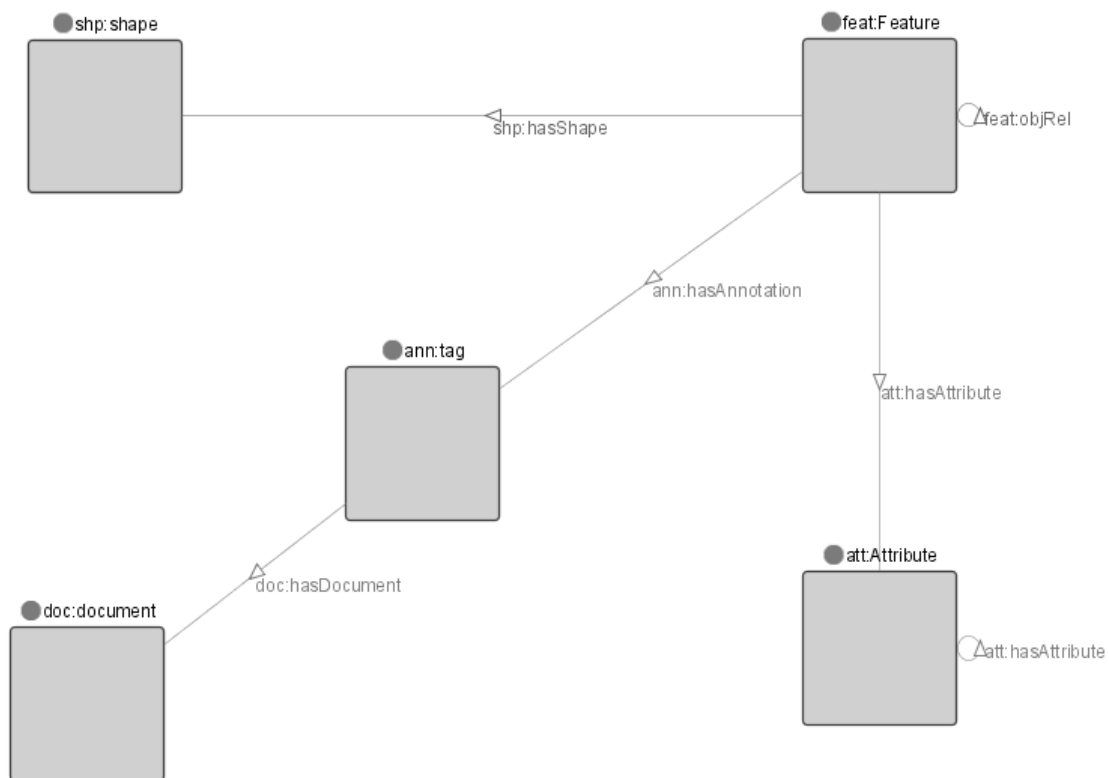 shp:shape
feat:Feature
shp:hasShape
feat:objRel
ann:hasAnnotation
ann:tag
att:hasAttribute
doc:hasDocument
att:Attribute
doc:document
att:hasAttribute